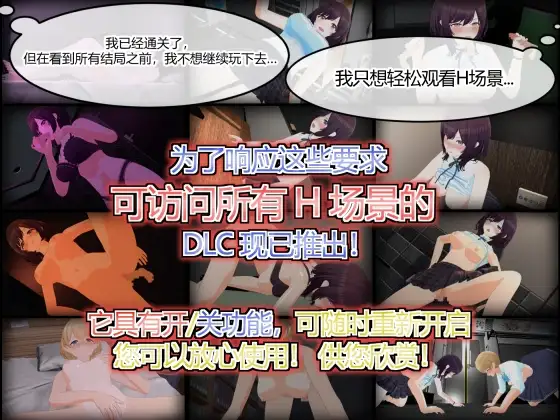 我已经通关了，
但在看到所有结局之前，我不想继续玩下去...
我只想轻松观看H场景...
为了响应这些要求
可访问所有 H 场景的
DLC 现已推出！
它具有开/关功能，可随时重新开启
您可以放心使用！ 供您欣赏！